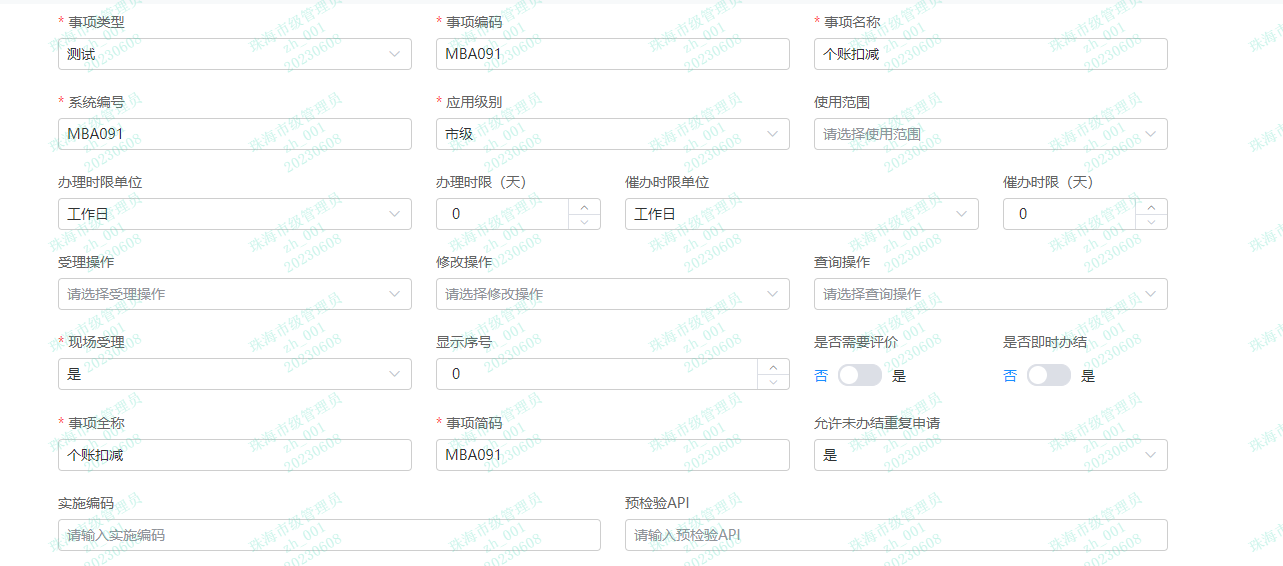 * 事项类型 * 事项编码 * 事项名称
测试 MBA091 个账扣减
* 系统编号 * 应用级别 使用范围
MBA091 市级 请选择使用范围
办理时限单位 办理时限（天） 催办时限单位 催办时限（天）
工作日 0 工作日 0
受理操作 修改操作 查询操作
请选择受理操作 请选择修改操作 请选择查询操作
* 现场受理 显示序号 是否需要评价 是否即时办结
是 0 否 是 否 是
* 事项全称 * 事项简码 允许未办结重复申请
个账扣减 MBA091 是
实施编码 预检验API
请输入实施编码 请输入预检验API
珠海市级管理员
zh_001
20230608